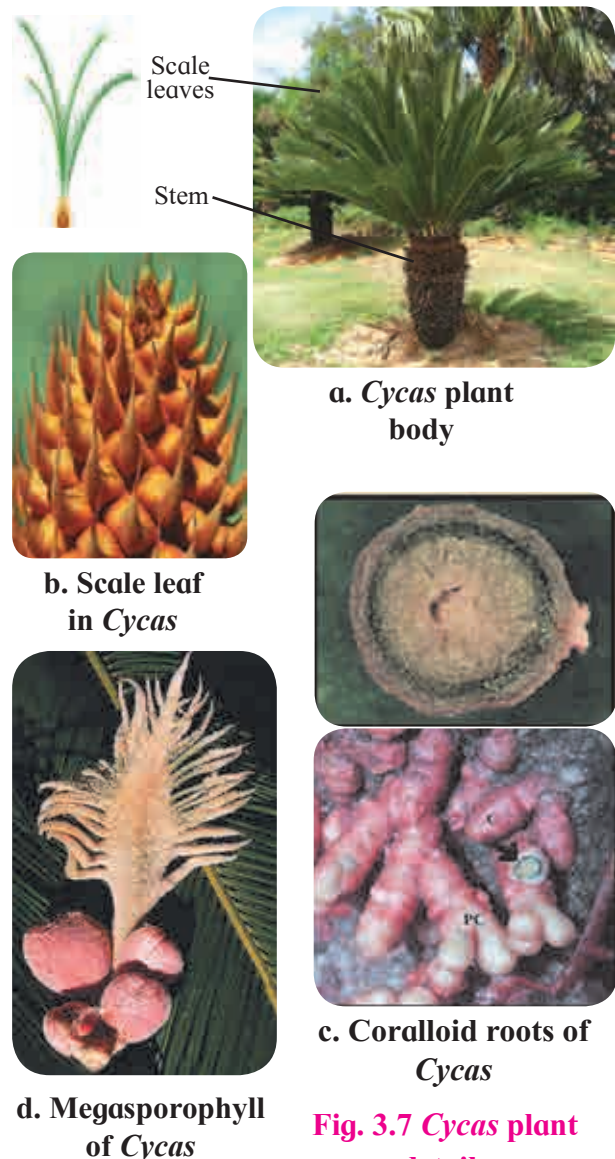 Scale
leaves
Stem
a. Cycas plant
body
b. Scale leaf
in Cycas
PC
c. Coralloid roots of
Cycas
d. Megasporophyll
of Cycas
Fig. 3.7 Cycas plant